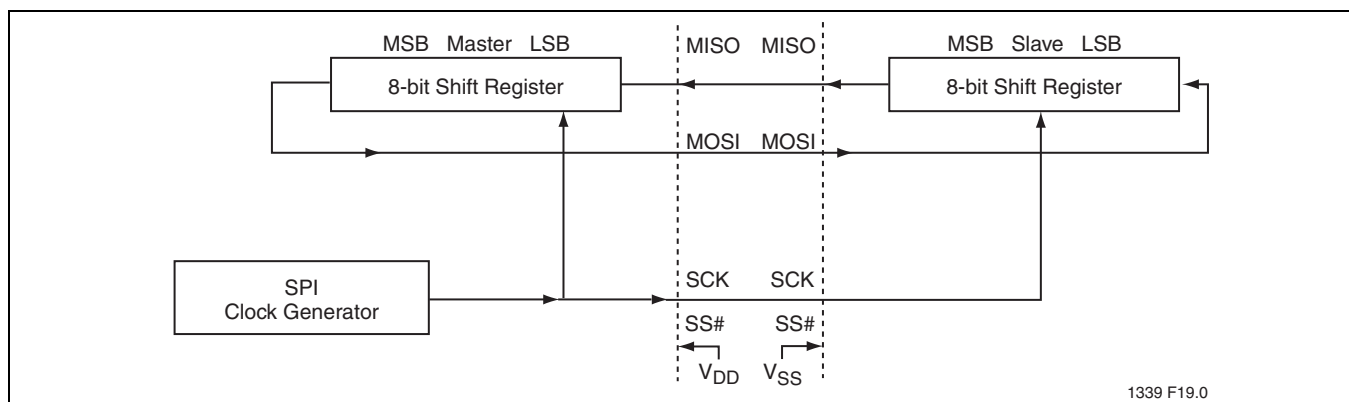 MSB Master LSB
MISO MISO
MSB Slave LSB
8-bit Shift Register
8-bit Shift Register
MOSI MOSI
SPI
Clock Generator
SCK SCK
SS# SS#
VDD VSS
1339 F19.0